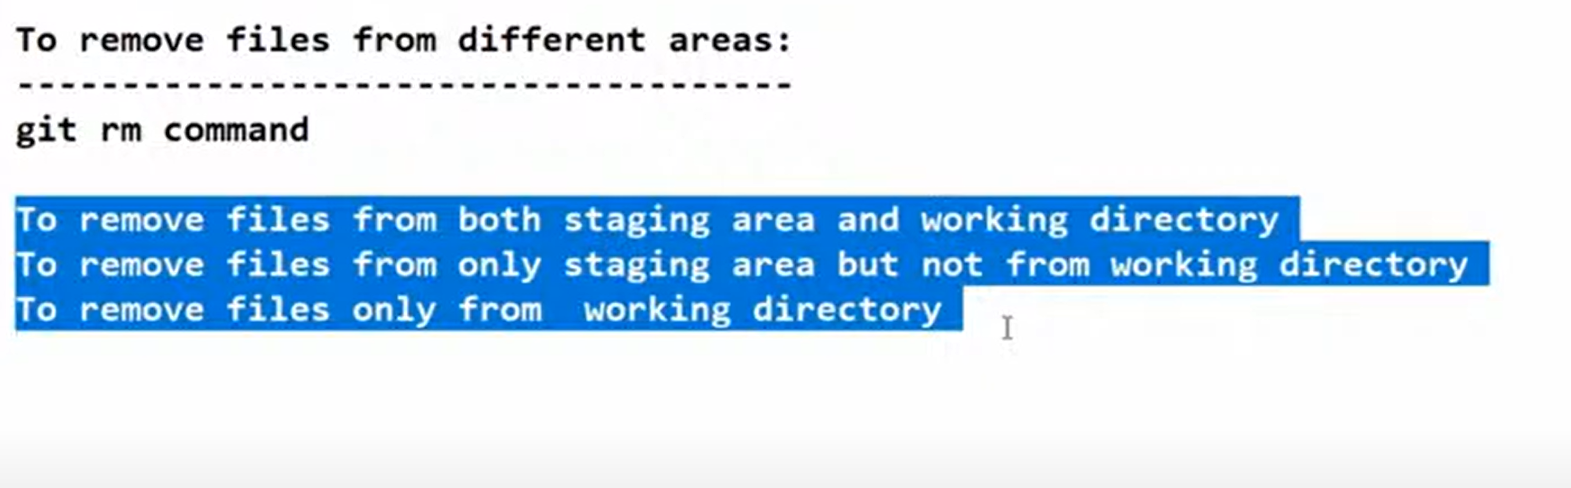 To remove files from different areas:
-------------------------------------
git rm command
To remove files from both staging area and working directory
To remove files from only staging area but not from working directory
To remove files only from  working directory